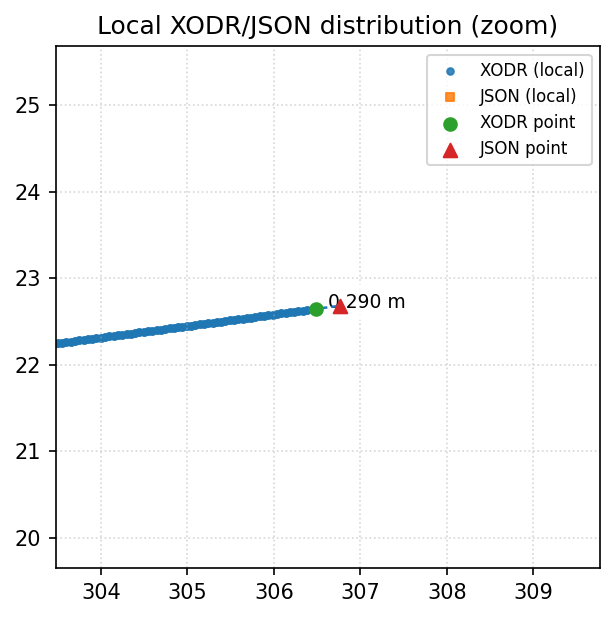 Local XODR/JSON distribution (zoom)
XODR (local)
JSON (local)
XODR point
JSON point
25
24
23
0.290 m
22
21
20
304 305 306 307 308 309